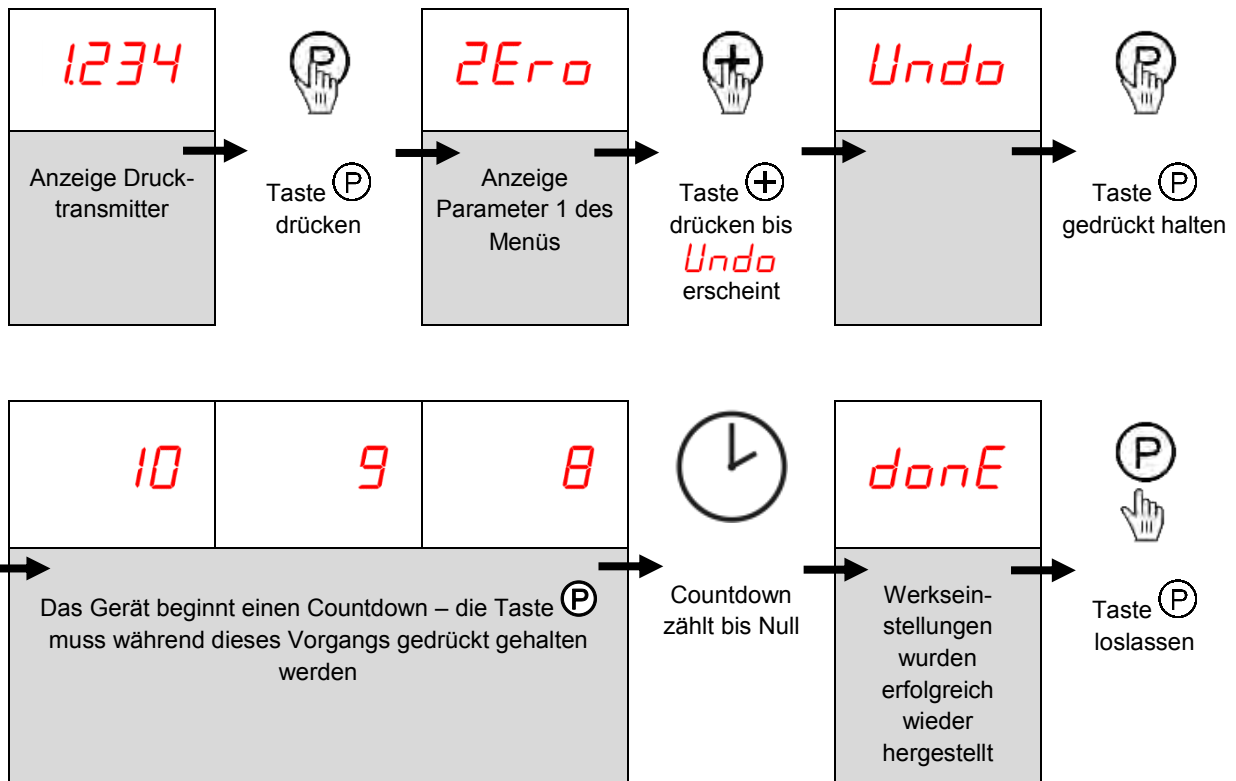 1.234
P
2Ero
+
Undo
P
Anzeige Druck-
transmitter
Taste P
drücken
Anzeige
Parameter 1 des
Menüs
Taste +
drücken bis
Undo
erscheint
Taste P
gedrückt halten
10
9
8
donE
P
Das Gerät beginnt einen Countdown – die Taste P
muss während dieses Vorgangs gedrückt gehalten
werden
Countdown
zählt bis Null
Werksein-
stellungen
wurden
erfolgreich
wieder
hergestellt
Taste P
loslassen